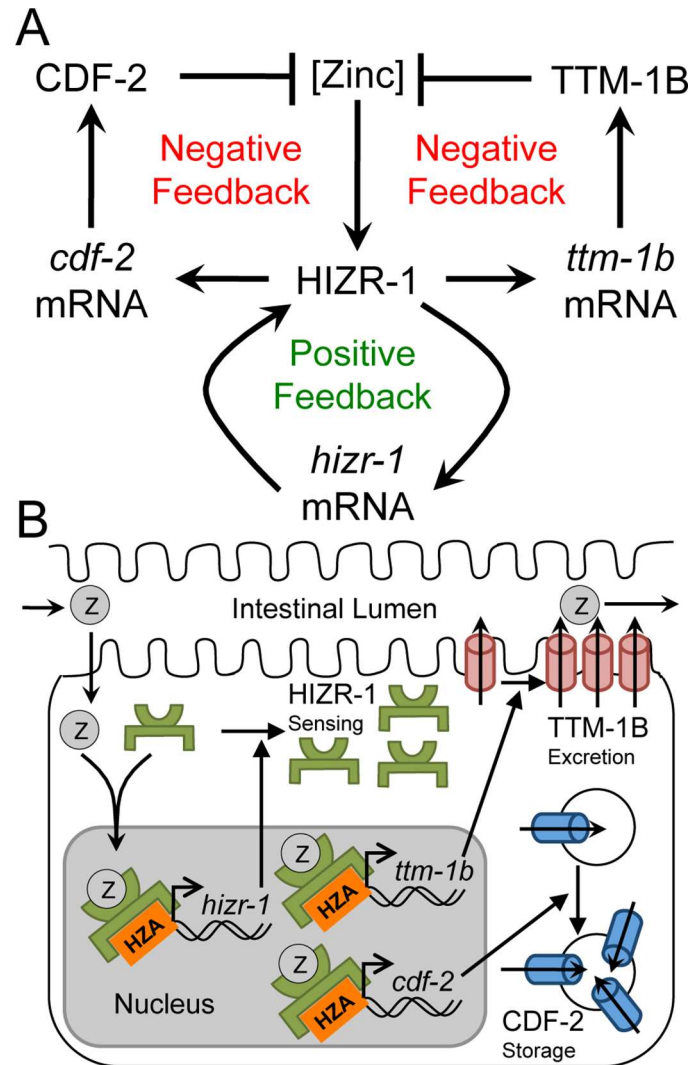 A
CDF-2
[Zinc]
TTM-1B
Negative
Feedback
Negative
Feedback
cdf-2
mRNA
HIZR-1
ttm-1b
mRNA
Positive
Feedback
hizr-1
mRNA
B
Z
Intestinal Lumen
Z
Z
HIZR-1
Sensing
TTM-1B
Excretion
Z
HZA
hizr-1
Z
HZA
ttm-1b
Z
HZA
cdf-2
Nucleus
CDF-2
Storage